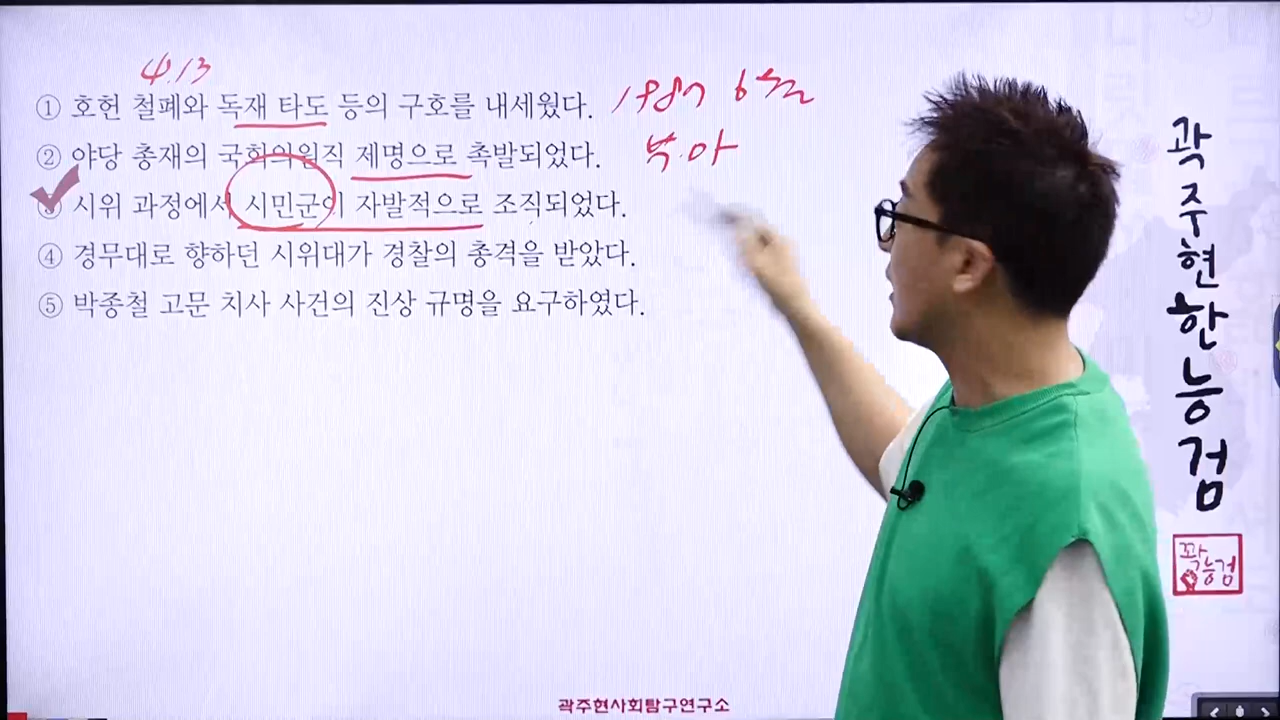 4.13
① 호헌 철폐와 독재 타도 등의 구호를 내세웠다. 1987 6월
② 야당 총재의 국회의원직 제명으로 촉발되었다. 부.마
③ 시위 과정에서 시민군이 자발적으로 조직되었다.
④ 경무대로 향하던 시위대가 경찰의 총격을 받았다.
⑤ 박종철 고문 치사 사건의 진상 규명을 요구하였다.
곽주현한능검
꽉능검
곽주현사회탐구연구소